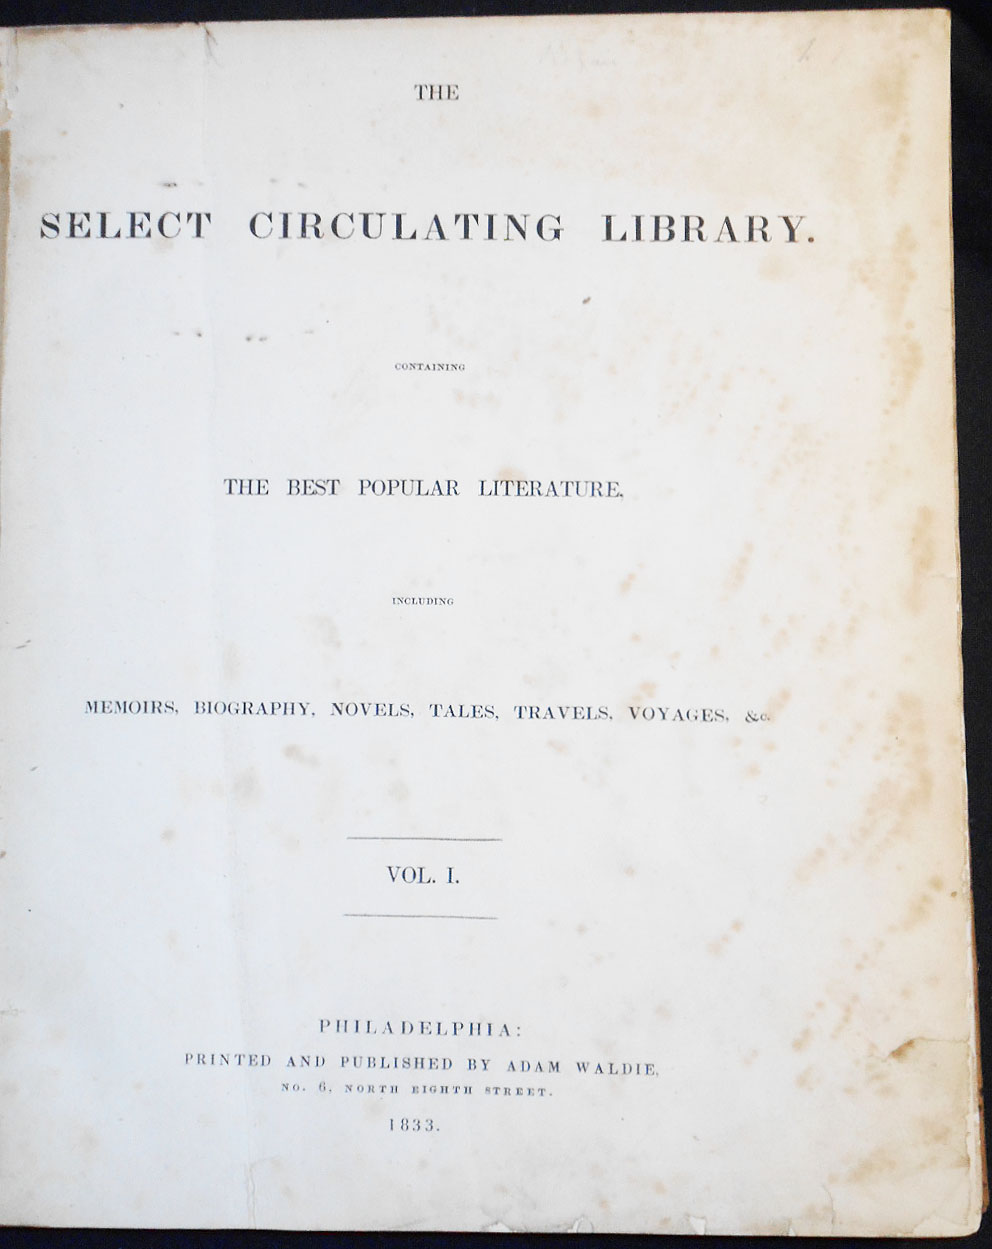 THE
SELECT CIRCULATING LIBRARY.
CONTAINING
THE BEST POPULAR LITERATURE,
INCLUDING
MEMOIRS, BIOGRAPHY, NOVELS, TALES, TRAVELS, VOYAGES, &c.
VOL. I.
PHILADELPHIA:
PRINTED AND PUBLISHED BY ADAM WALDIE,
NO. 6, NORTH EIGHTH STREET.
1833.